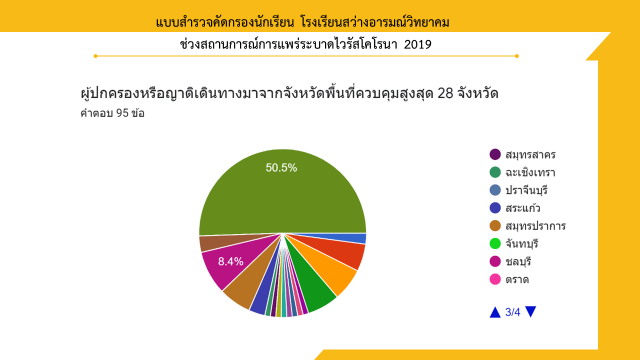 แบบสำรวจคัดกรองนักเรียน โรงเรียนสว่างอารมณ์วิทยาคม
ช่วงสถานการณ์การแพร่ระบาดไวรัสโคโรนา 2019
ผู้ปกครองหรือญาติเดินทางมาจากจังหวัดพื้นที่ควบคุมสูงสุด 28 จังหวัด
คำตอบ 95 ข้อ
50.5%
8.4%
สมุทรสาคร
ฉะเชิงเทรา
ปราจีนบุรี
สระแก้ว
สมุทรปราการ
จันทบุรี
ชลบุรี
ตราด
3/4